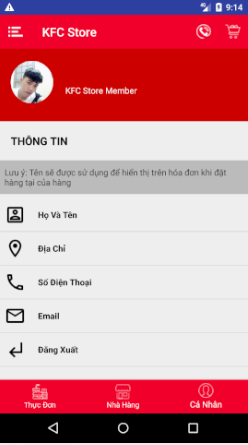 9:14
KFC Store
KFC Store Member
THÔNG TIN
Lưu ý: Tên sẽ được sử dụng để hiển thị trên hóa đơn khi đặt
hàng tại của hàng
Họ Và Tên
Địa Chỉ
Số Diện Thoại
Email
Đăng Xuất
Thực Đơn
Nhà Hàng
Cá Nhân